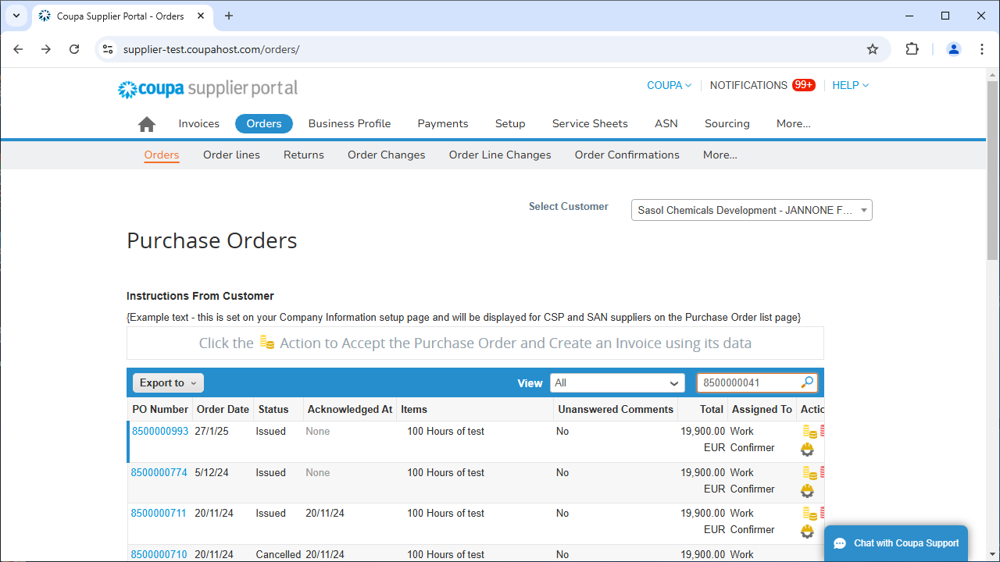 Coupa Supplier Portal - Orders
supplier-test.coupahost.com/orders/
coupa supplier portal
COUPA NOTIFICATIONS 99+ HELP
Invoices Orders Business Profile Payments Setup Service Sheets ASN Sourcing More...
Orders Order lines Returns Order Changes Order Line Changes Order Confirmations More...
Select Customer Sasol Chemicals Development - JANNONE F...
Purchase Orders
Instructions From Customer
{Example text - this is set on your Company Information setup page and will be displayed for CSP and SAN suppliers on the Purchase Order list page}
Click the Action to Accept the Purchase Order and Create an Invoice using its data
Export to View All 8500000041
PO Number Order Date Status Acknowledged At Items Unanswered Comments Total Assigned To Actio
8500000993 27/1/25 Issued None 100 Hours of test No 19,900.00 Work
EUR Confirmer
8500000774 5/12/24 Issued None 100 Hours of test No 19,900.00 Work
EUR Confirmer
8500000711 20/11/24 Issued 20/11/24 100 Hours of test No 19,900.00 Work
EUR Confirmer
8500000710 20/11/24 Cancelled 20/11/24 100 Hours of test No 19,900.00 Work
Chat with Coupa Support